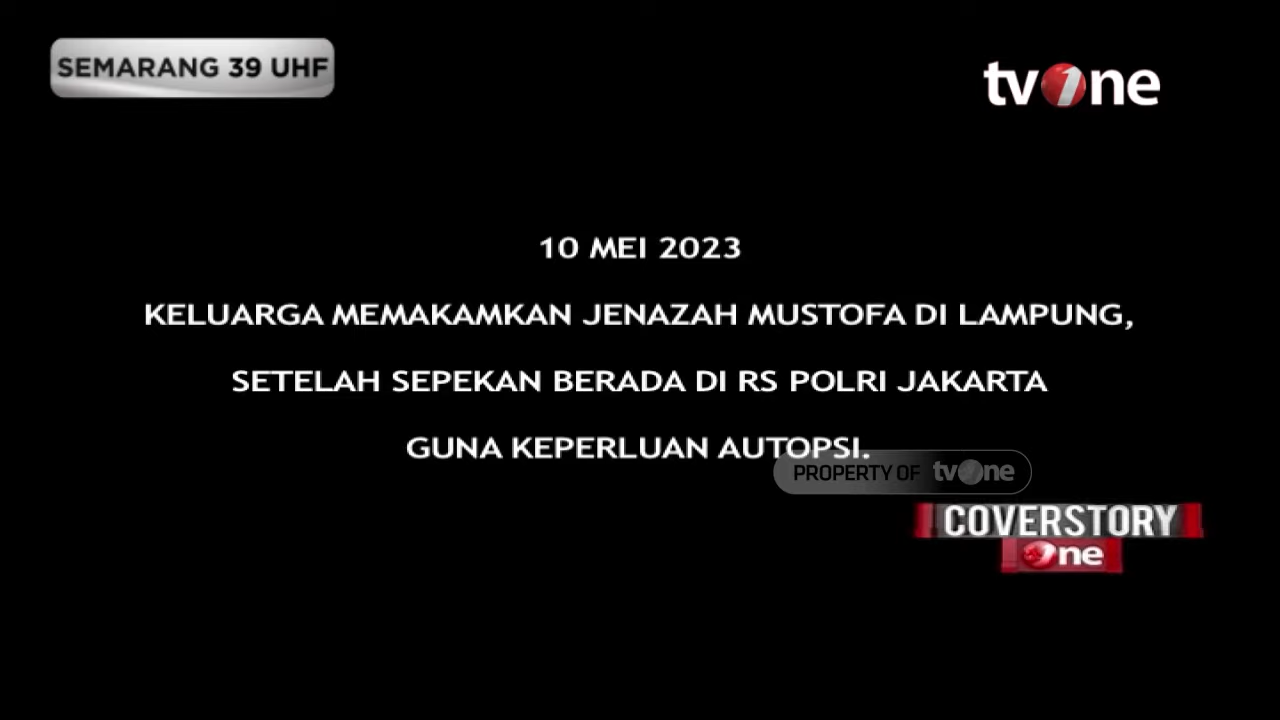 SEMARANG 39 UHF
tvOne
10 MEI 2023
KELUARGA MEMAKAMKAN JENAZAH MUSTOFA DI LAMPUNG,
SETELAH SEPEKAN BERADA DI RS POLRI JAKARTA
GUNA KEPERLUAN AUTOPSI.
PROPERTY OF tvOne
COVERSTORY
One